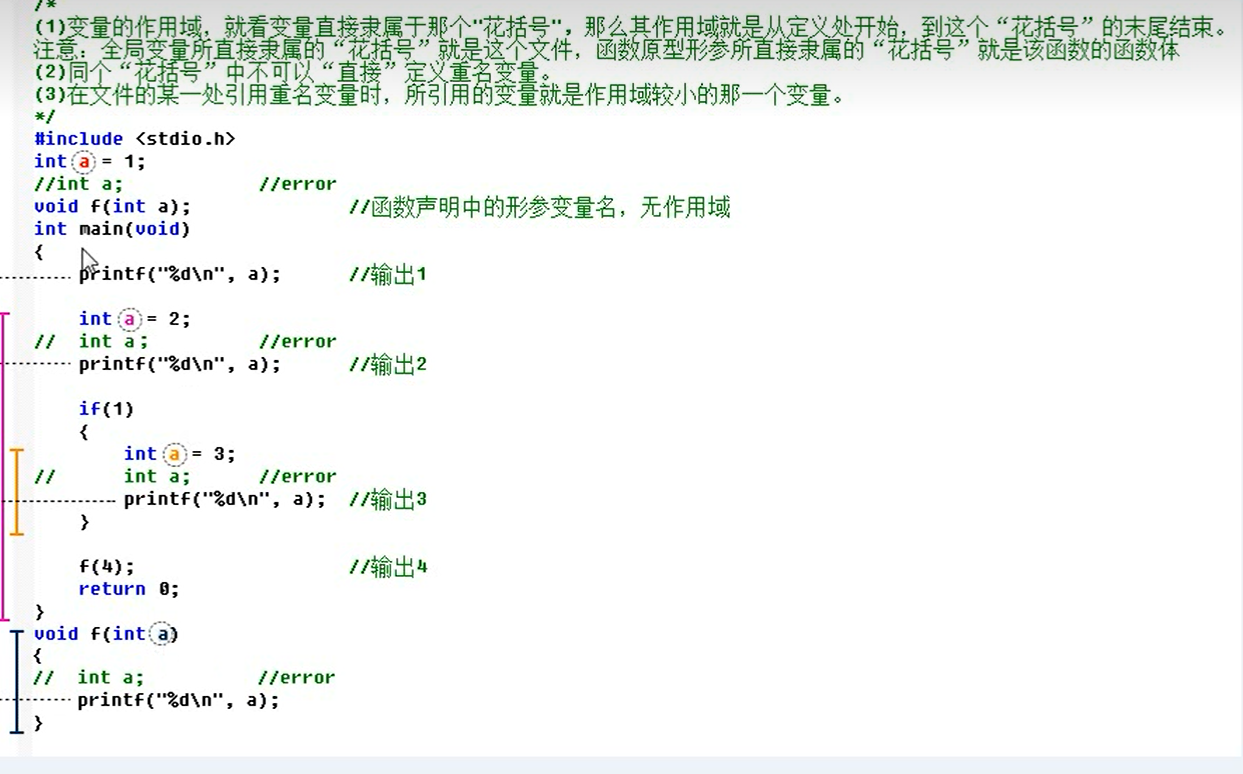 /*
(1)变量的作用域，就看变量直接隶属于那个"花括号"，那么其作用域就是从定义处开始，到这个“花括号”的末尾结束。
注意：全局变量所直接隶属的“花括号”就是这个文件，函数原型形参所直接隶属的“花括号”就是该函数的函数体
(2)同个“花括号”中不可以“直接”定义重名变量。
(3)在文件的某一处引用重名变量时，所引用的变量就是作用域较小的那一个变量。
*/
#include <stdio.h>
int a = 1;
//int a;            //error
void f(int a);      //函数声明中的形参变量名，无作用域
int main(void)
{
    printf("%d\n", a);      //输出1
    int a = 2;
//  int a;          //error
    printf("%d\n", a);      //输出2
    if(1)
    {
        int a = 3;
//      int a;      //error
        printf("%d\n", a);  //输出3
    }
    f(4);                   //输出4
    return 0;
}
void f(int a)
{
//  int a;          //error
    printf("%d\n", a);
}